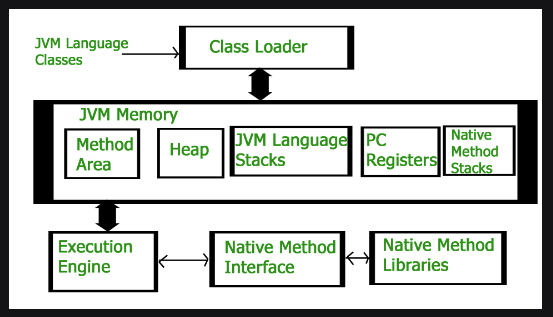 JVM Language
Classes
Class Loader
JVM Memory
Method
Area
Heap
JVM Language
Stacks
PC
Registers
Native
Method
Stacks
Execution
Engine
Native Method
Interface
Native Method
Libraries